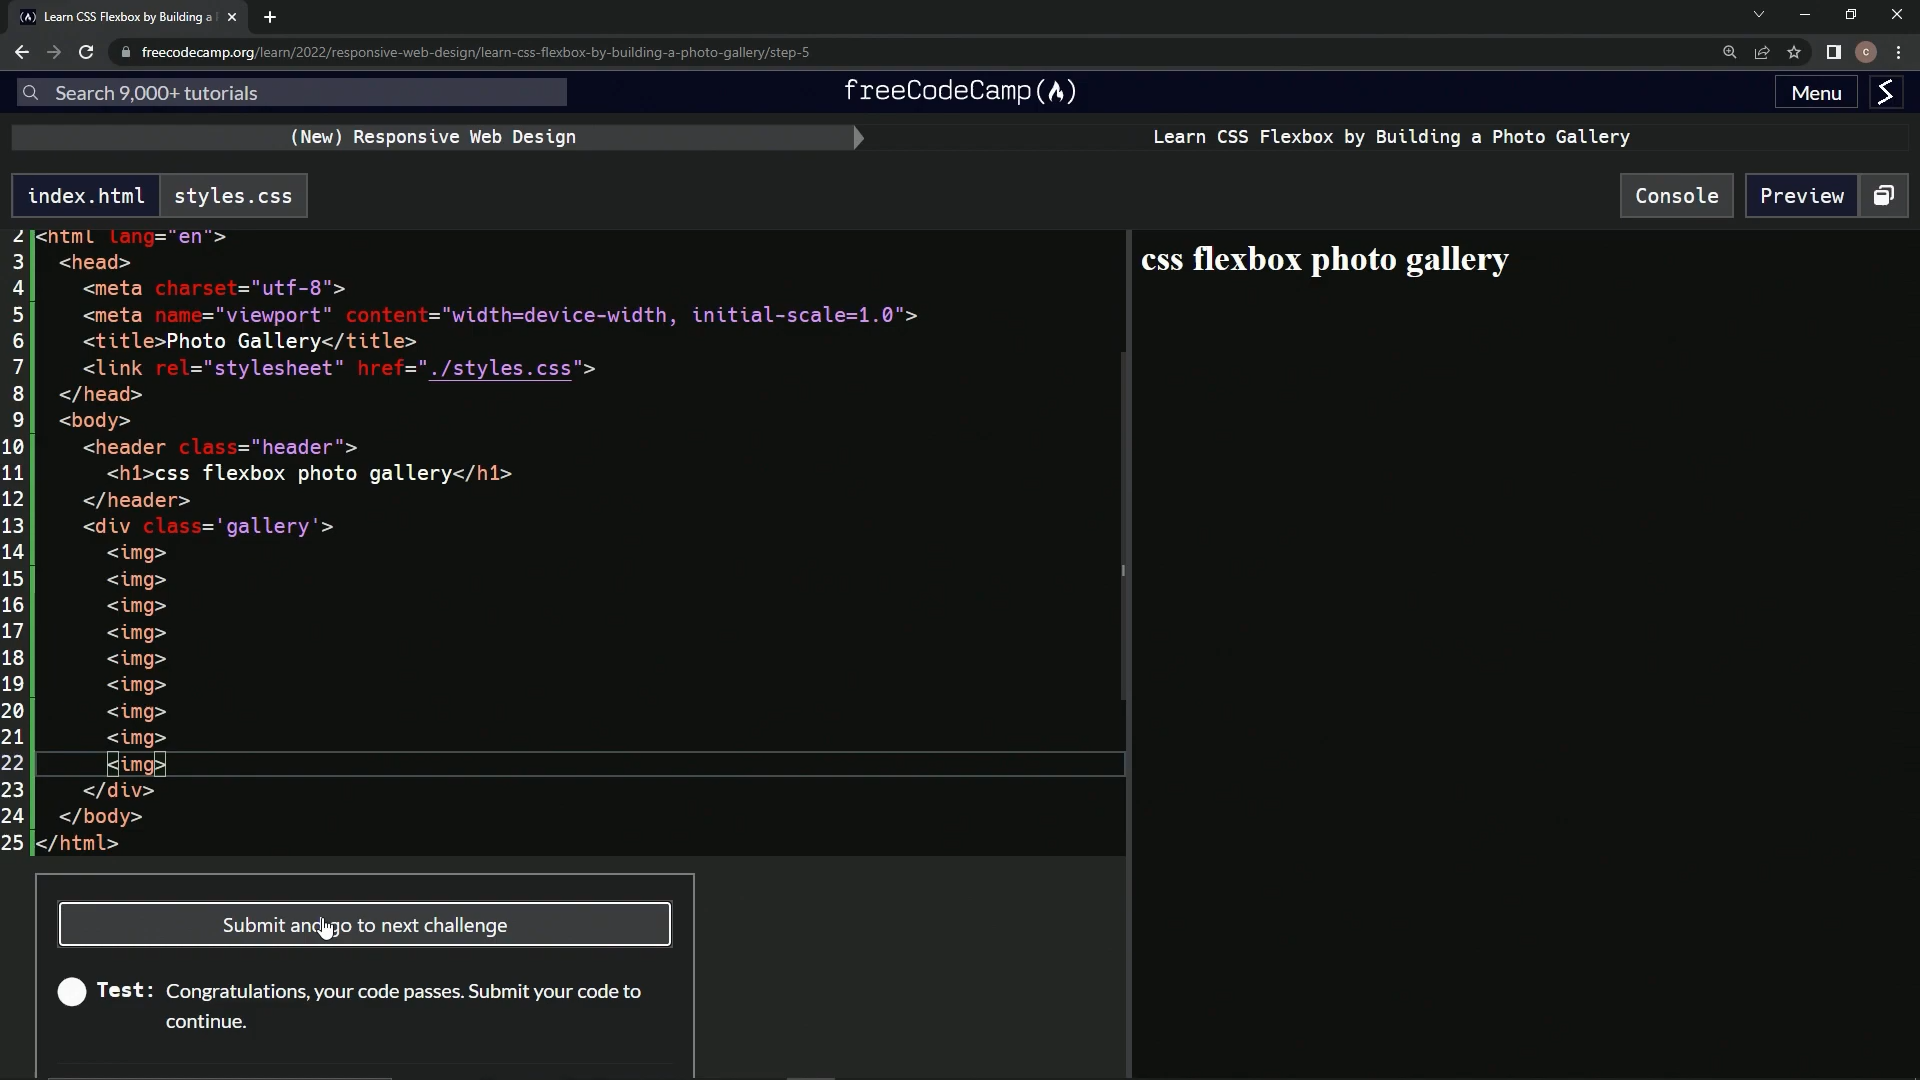 Learn CSS Flexbox by Building a
freecodecamp.org/learn/2022/responsive-web-design/learn-css-flexbox-by-building-a-photo-gallery/step-5
C
Search 9,000+ tutorials
freeCodeCamp(🔥)
Menu
(New) Responsive Web Design
Learn CSS Flexbox by Building a Photo Gallery
index.html
styles.css
Console
Preview
2 <html lang="en">
3 <head>
4 <meta charset="utf-8">
5 <meta name="viewport" content="width=device-width, initial-scale=1.0">
6 <title>Photo Gallery</title>
7 <link rel="stylesheet" href="./styles.css">
8 </head>
9 <body>
10 <header class="header">
11 <h1>css flexbox photo gallery</h1>
12 </header>
13 <div class='gallery'>
14 <img>
15 <img>
16 <img>
17 <img>
18 <img>
19 <img>
20 <img>
21 <img>
22 <img>
23 </div>
24 </body>
25 </html>
css flexbox photo gallery
Submit and go to next challenge
Test: Congratulations, your code passes. Submit your code to
continue.